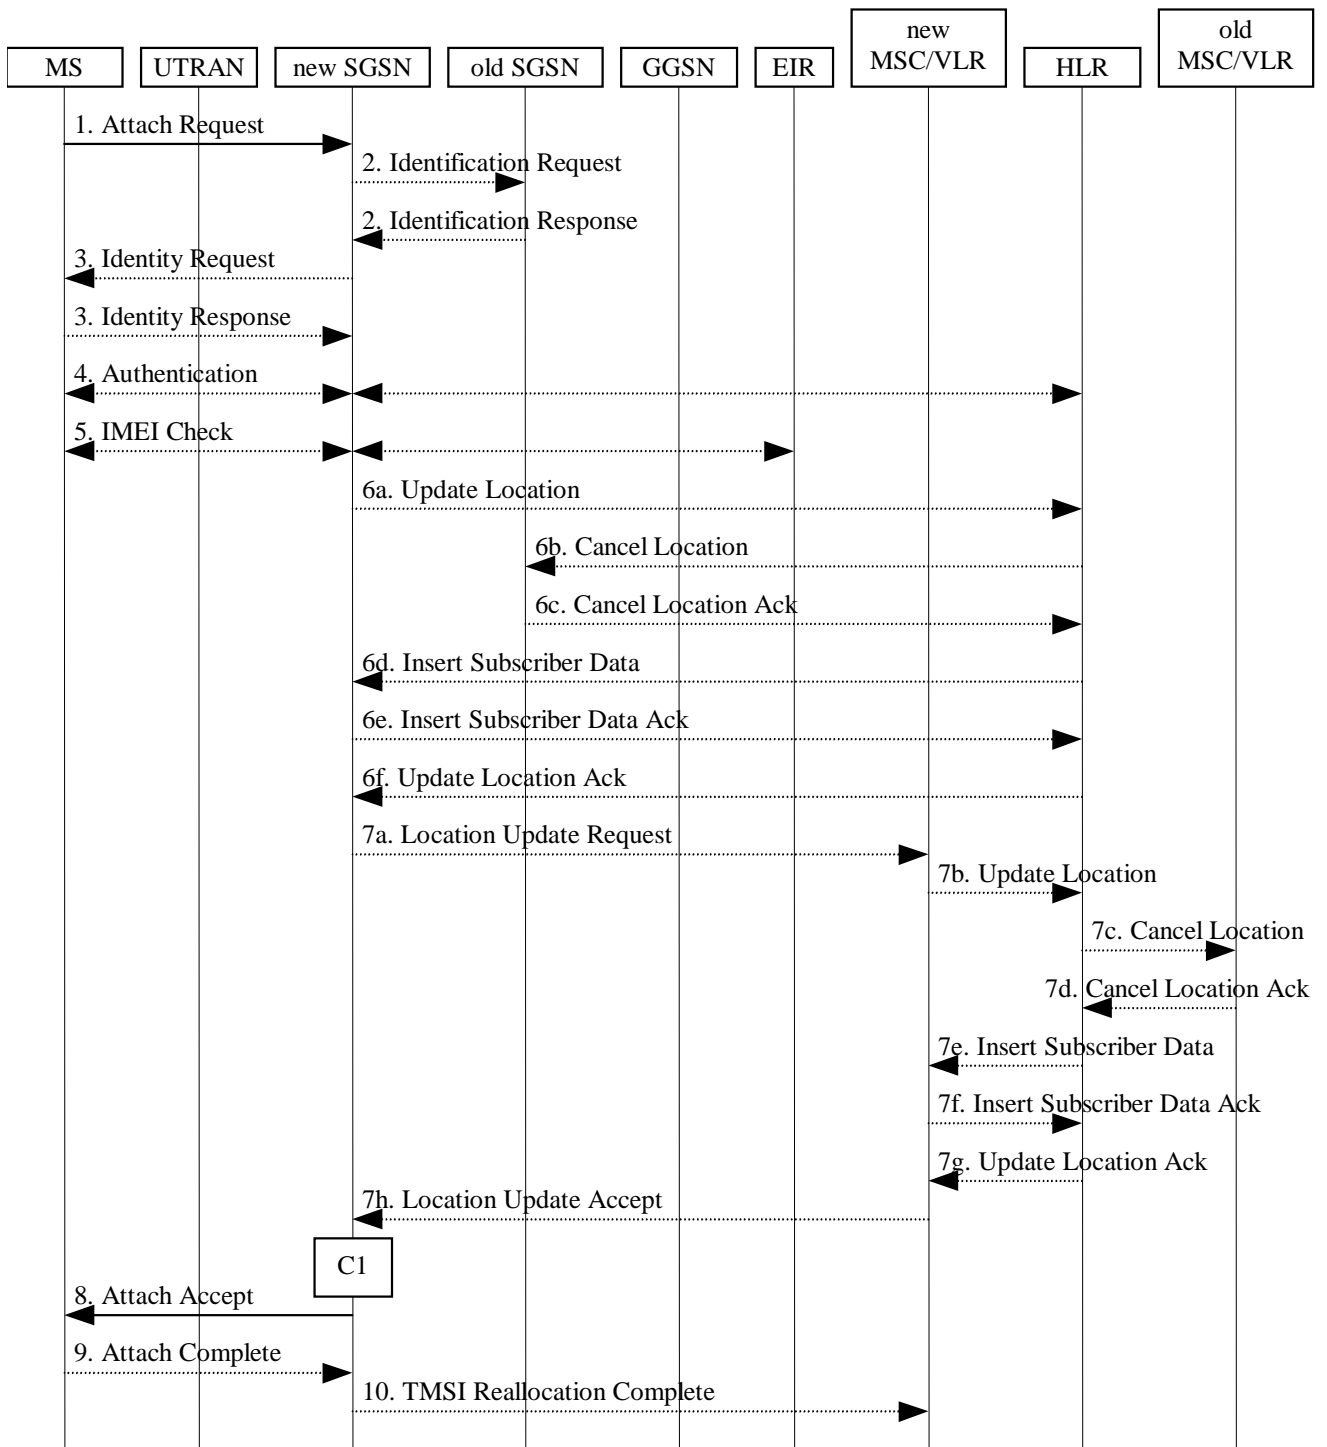 new
old
MS
UTRAN
new SGSN
old SGSN
GGSN
EIR
MSC/VLR
HLR
MSC/VLR
1. Attach Request
2. Identification Request
2. Identification Response
3. Identity Request
3. Identity Response
4. Authentication
5. IMEI Check
6a. Update Location
6b. Cancel Location
6c. Cancel Location Ack
6d. Insert Subscriber Data
6e. Insert Subscriber Data Ack
6f. Update Location Ack
7a. Location Update Request
7b. Update Location
7c. Cancel Location
7d. Cancel Location Ack
7e. Insert Subscriber Data
7f. Insert Subscriber Data Ack
7g. Update Location Ack
7h. Location Update Accept
C1
8. Attach Accept
9. Attach Complete
10. TMSI Reallocation Complete